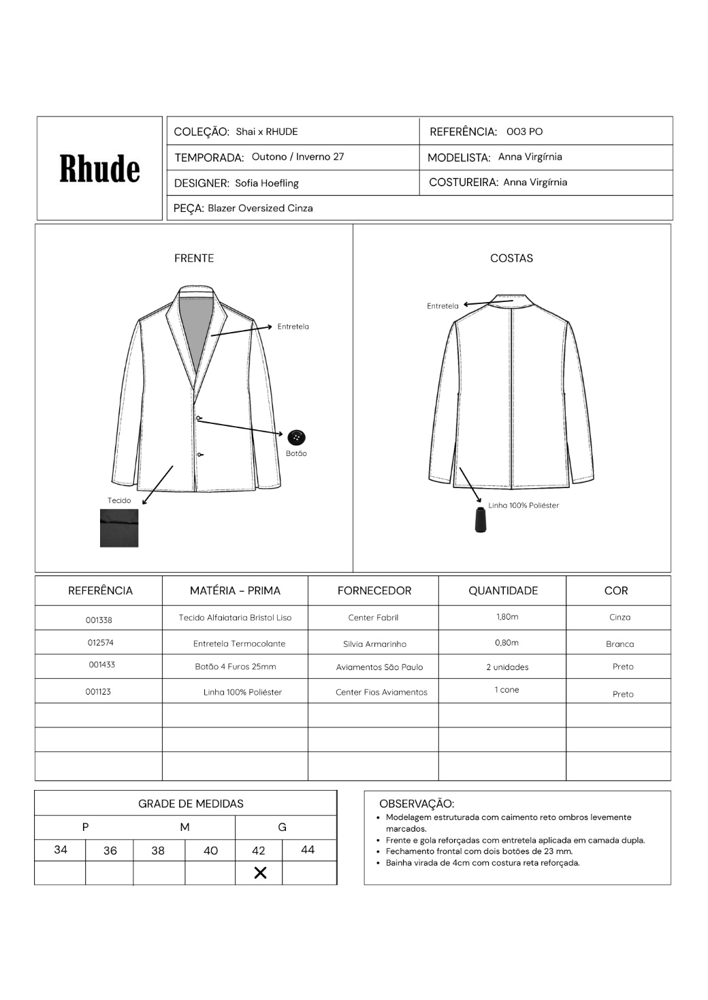 Rhude
COLEÇÃO: Shai x RHUDE
REFERÊNCIA: 003 PO
TEMPORADA: Outono / Inverno 27
MODELISTA: Anna Virgírnia
DESIGNER: Sofia Hoefling
COSTUREIRA: Anna Virgírnia
PEÇA: Blazer Oversized Cinza
FRENTE
Entretela
Botão
Tecido
COSTAS
Entretela
Linha 100% Poliéster
REFERÊNCIA MATÉRIA - PRIMA FORNECEDOR QUANTIDADE COR
001338 Tecido Alfaiataria Bristol Liso Center Fabril 1,80m Cinza
012574 Entretela Termocolante Silvia Armarinho 0,80m Branca
001433 Botão 4 Furos 25mm Aviamentos São Paulo 2 unidades Preto
001123 Linha 100% Poliéster Center Fios Aviamentos 1 cone Preto
GRADE DE MEDIDAS
P M G
34 36 38 40 42 44
X
OBSERVAÇÃO:
• Modelagem estruturada com caimento reto ombros levemente
marcados.
• Frente e gola reforçadas com entretela aplicada em camada dupla.
• Fechamento frontal com dois botões de 23 mm.
• Bainha virada de 4cm com costura reta reforçada.